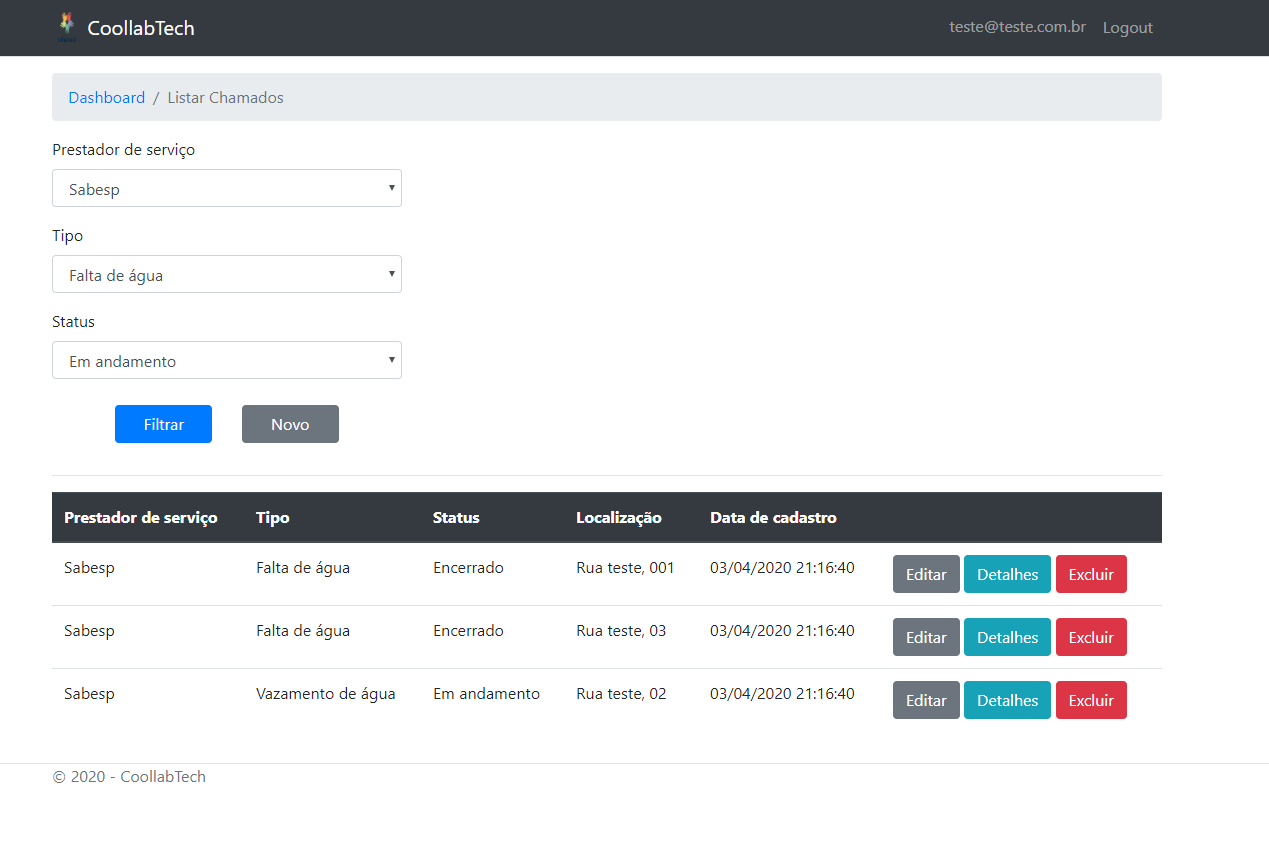 CoollabTech teste@teste.com.br Logout
Dashboard / Listar Chamados
Prestador de serviço
Sabesp
Tipo
Falta de água
Status
Em andamento
Filtrar Novo
Prestador de serviço Tipo Status Localização Data de cadastro
Sabesp Falta de água Encerrado Rua teste, 001 03/04/2020 21:16:40 Editar Detalhes Excluir
Sabesp Falta de água Encerrado Rua teste, 03 03/04/2020 21:16:40 Editar Detalhes Excluir
Sabesp Vazamento de água Em andamento Rua teste, 02 03/04/2020 21:16:40 Editar Detalhes Excluir
© 2020 - CoollabTech